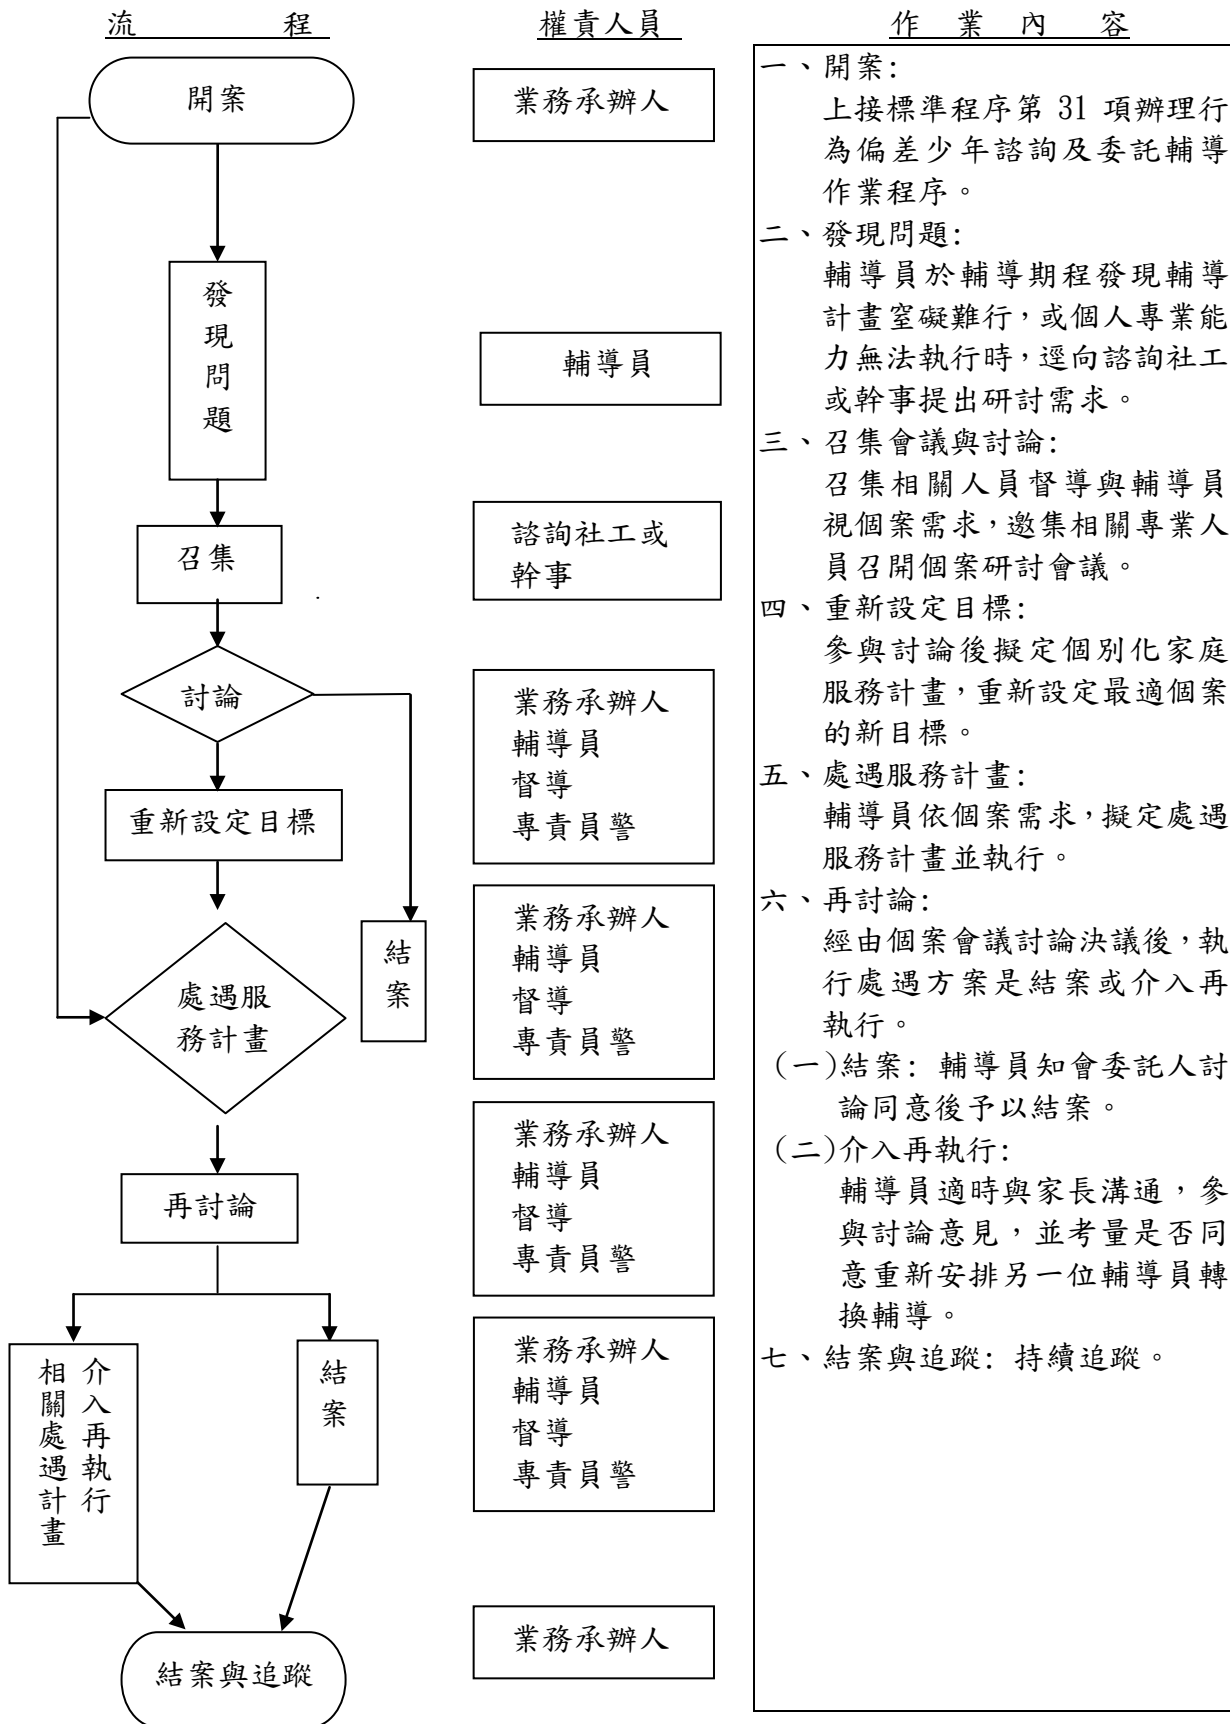 流程
權責人員
作業內容
開案
發現問題
召集
討論
重新設定目標
處遇服
務計畫
結案
再討論
介入再執行
相關處遇計畫
結案
結案與追蹤
業務承辦人
輔導員
諮詢社工或
幹事
業務承辦人
輔導員
督導
專責員警
業務承辦人
輔導員
督導
專責員警
業務承辦人
輔導員
督導
專責員警
業務承辦人
輔導員
督導
專責員警
業務承辦人
一、開案:
上接標準程序第 31 項辦理行
為偏差少年諮詢及委託輔導
作業程序。
二、發現問題:
輔導員於輔導期程發現輔導
計畫窒礙難行,或個人專業能
力無法執行時,逕向諮詢社工
或幹事提出研討需求。
三、召集會議與討論:
召集相關人員督導與輔導員
視個案需求,邀集相關專業人
員召開個案研討會議。
四、重新設定目標:
參與討論後擬定個別化家庭
服務計畫,重新設定最適個案
的新目標。
五、處遇服務計畫:
輔導員依個案需求,擬定處遇
服務計畫並執行。
六、再討論:
經由個案會議討論決議後,執
行處遇方案是結案或介入再
執行。
(一)結案: 輔導員知會委託人討
論同意後予以結案。
(二)介入再執行:
輔導員適時與家長溝通,參
與討論意見,並考量是否同
意重新安排另一位輔導員轉
換輔導。
七、結案與追蹤: 持續追蹤。